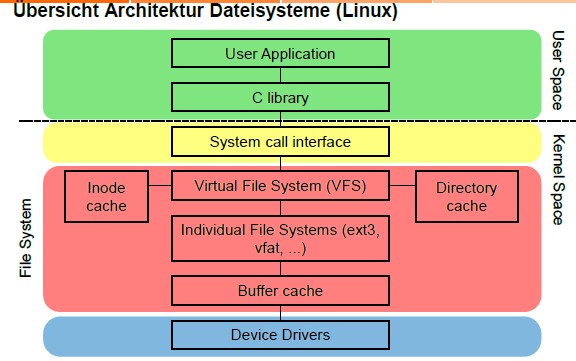 Übersicht Architektur Dateisysteme (Linux)
User Application
C library
User Space
System call interface
Kernel Space
Inode
cache
Virtual File System (VFS)
Directory
cache
Individual File Systems (ext3,
vfat, ...)
Buffer cache
File System
Device Drivers